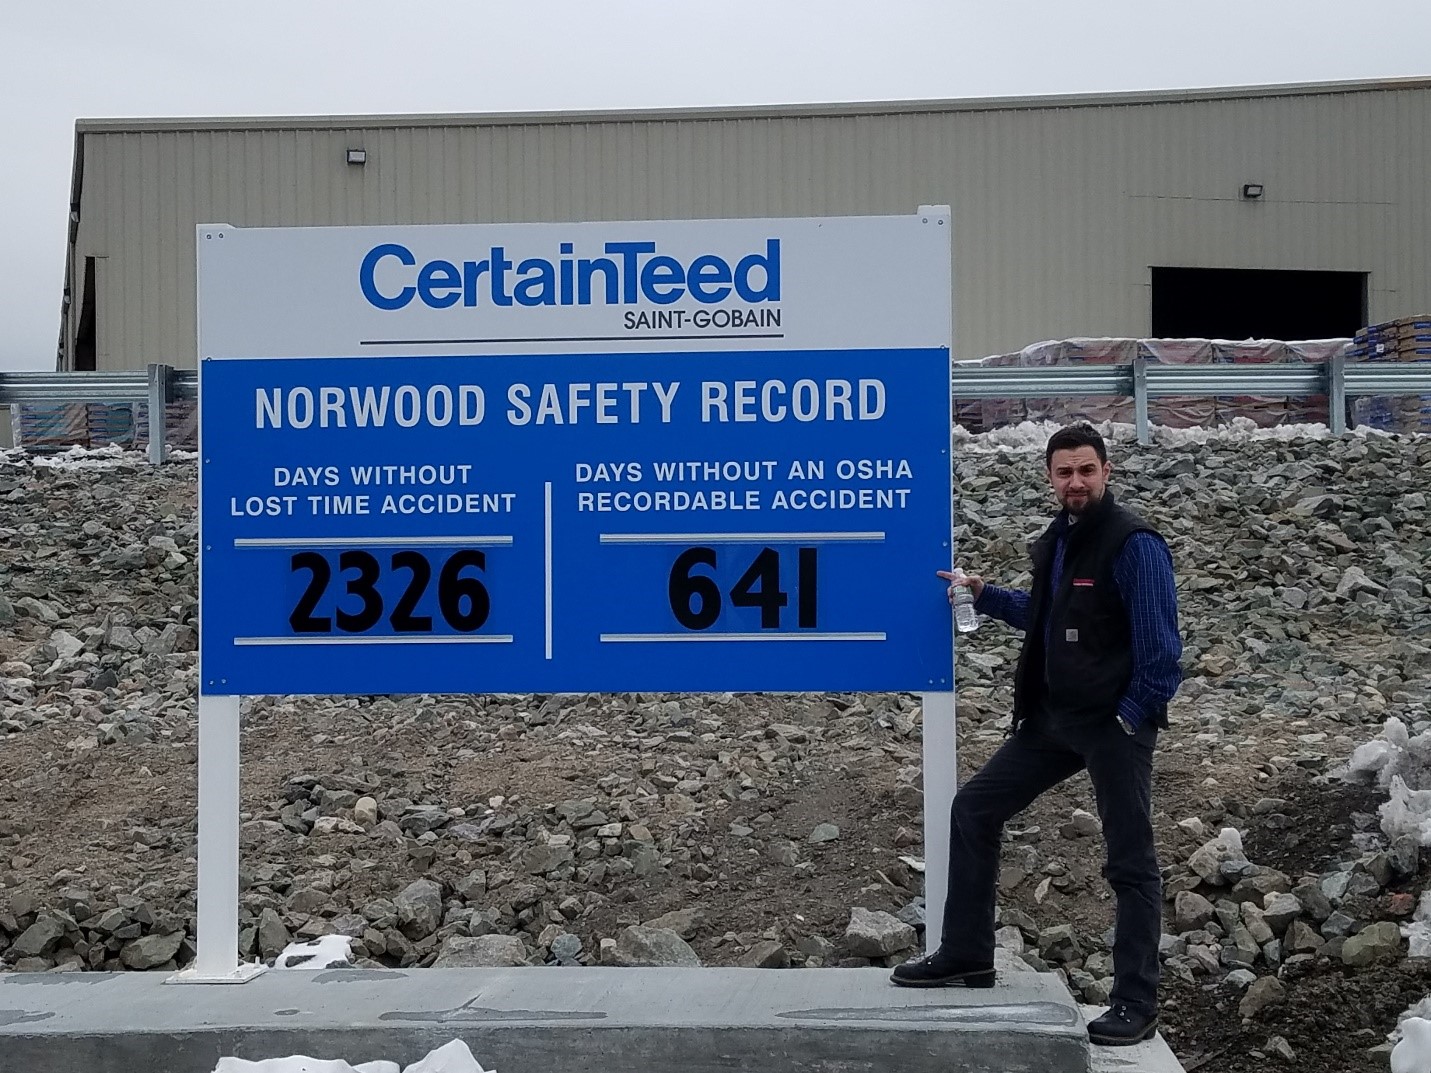 CertainTeed
SAINT-GOBAIN
NORWOOD SAFETY RECORD
DAYS WITHOUT
LOST TIME ACCIDENT
2326
DAYS WITHOUT AN OSHA
RECORDABLE ACCIDENT
641